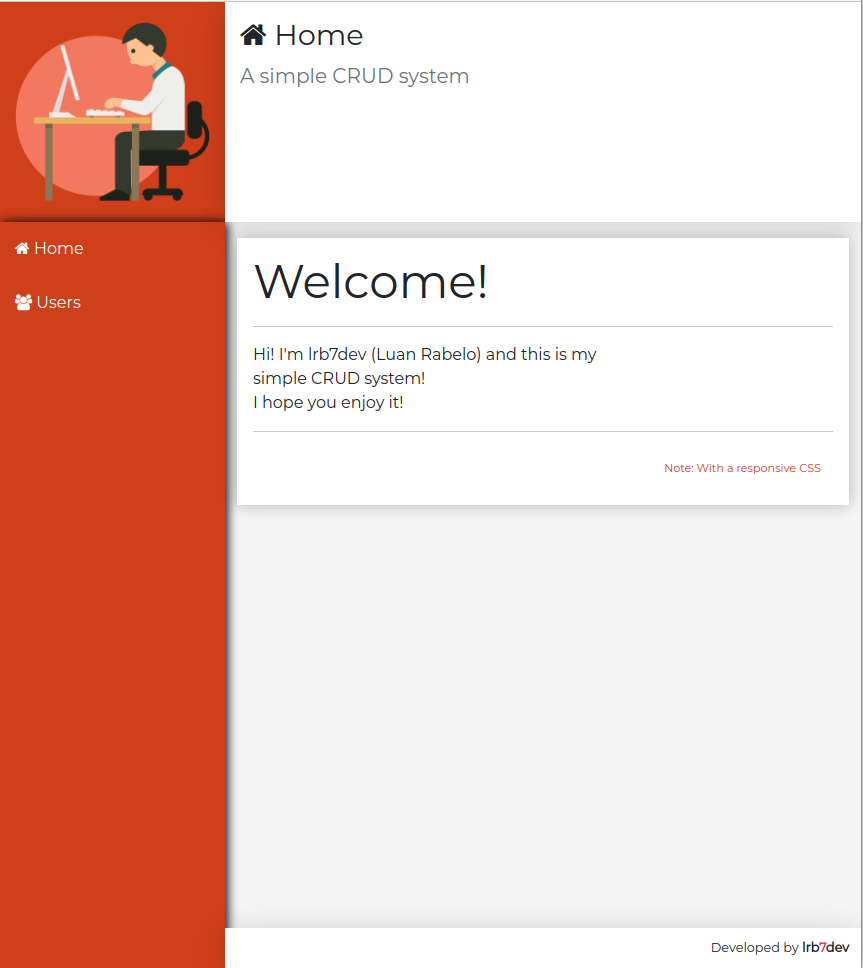 Home
A simple CRUD system
Home
Users
Welcome!
Hi! I'm lrb7dev (Luan Rabelo) and this is my
simple CRUD system!
I hope you enjoy it!
Note: With a responsive CSS
Developed by lrb7dev